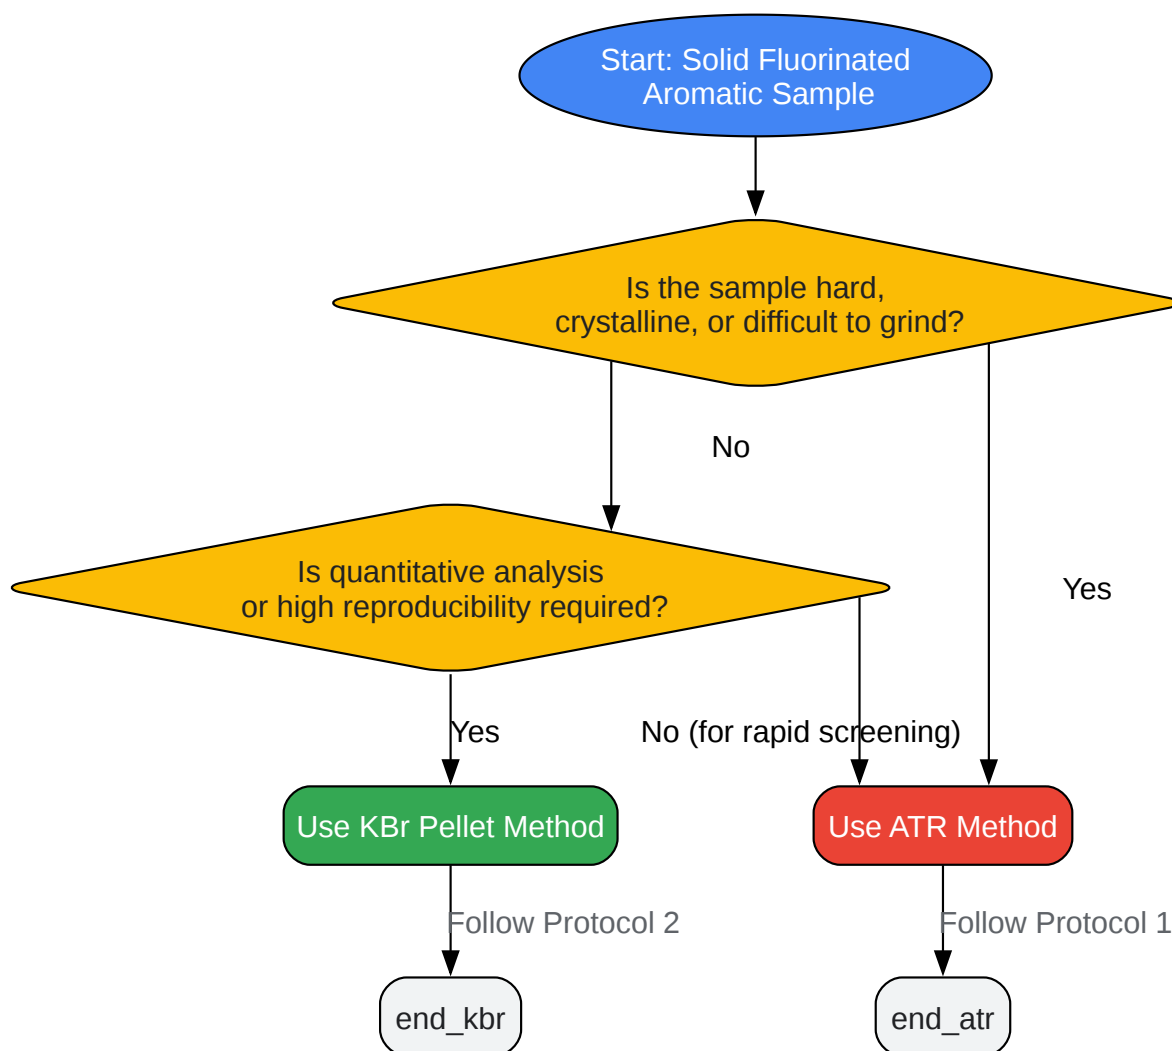 Start: Solid Fluorinated
Aromatic Sample
Is the sample hard,
crystalline, or difficult to grind?
No
Is quantitative analysis
or high reproducibility required?
Yes
Yes
No (for rapid screening)
Use KBr Pellet Method
Use ATR Method
Follow Protocol 2
Follow Protocol 1
end_kbr
end_atr